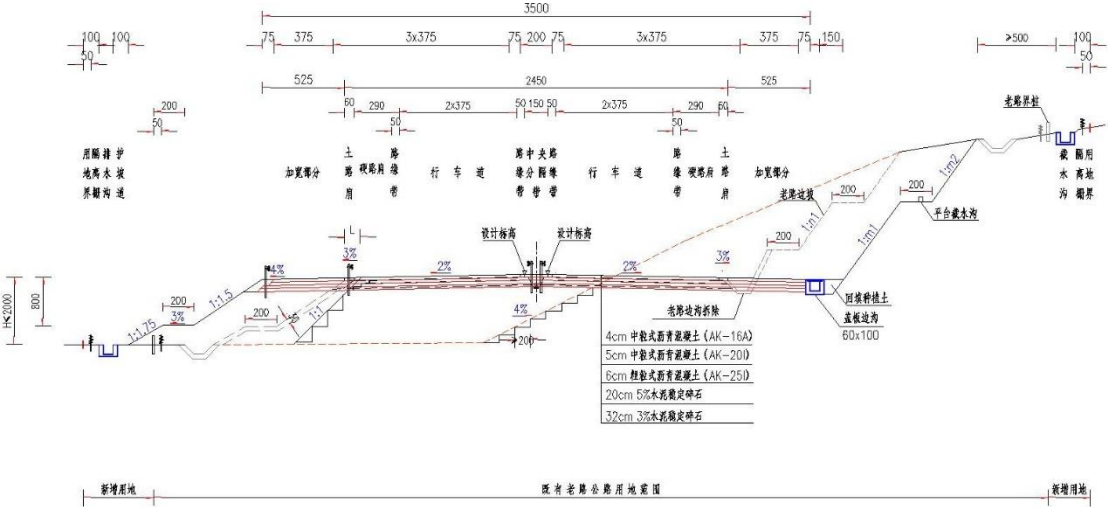 3500
75 375 3x375 75 200 75 3x375 375 75 150
≥500
100 100
50
100
50
525 2450 525
200
50
60 290 2x375 50 150 50 2x375 290 60
50
50
老路界桩
用地界
隔离栅
排水沟
护坡道
加宽部分
土路肩
硬路肩
路缘带
行车道
路缘带
中央分隔带
路缘带
行车道
路缘带
硬路肩
土路肩
加宽部分
截水沟
隔离栅
用地界
老路边坡
200
1:n1
200
200
平台截水沟
1:m2
1:m1
设计标高
设计标高
L
3%
4%
2%
2%
3%
H<2000
800
200
3%
1:1.5
1:1.75
200
1:1
4%
200
老路边沟拆除
回填种植土
盖板边沟
60x100
4cm 中粒式沥青混凝土(AK-16A)
5cm 中粒式沥青混凝土(AK-20I)
6cm 粗粒式沥青混凝土(AK-25I)
20cm 5%水泥稳定碎石
32cm 3%水泥稳定碎石
新增用地
既有老路公路用地范围
新增用地